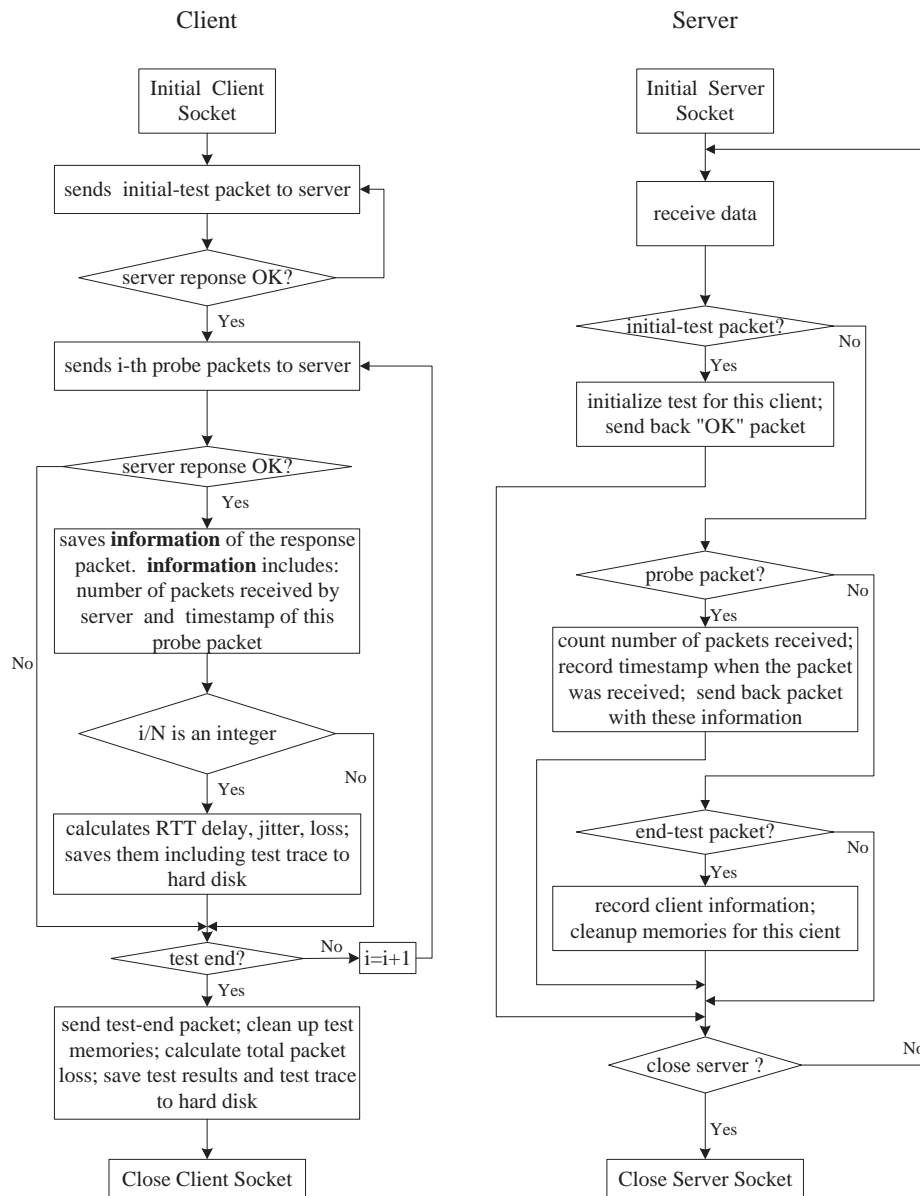 Client
Initial Client
Socket
sends initial-test packet to server
server reponse OK?
Yes
sends i-th probe packets to server
server reponse OK?
Yes
No
saves information of the response
packet. information includes:
number of packets received by
server and timestamp of this
probe packet
i/N is an integer
No
Yes
calculates RTT delay, jitter, loss;
saves them including test trace to
hard disk
test end?
No
i=i+1
Yes
send test-end packet; clean up test
memories; calculate total packet
loss; save test results and test trace
to hard disk
Close Client Socket
Server
Initial Server
Socket
receive data
initial-test packet?
No
Yes
initialize test for this client;
send back "OK" packet
probe packet?
No
Yes
count number of packets received;
record timestamp when the packet
was received; send back packet
with these information
end-test packet?
No
Yes
record client information;
cleanup memories for this cient
close server ?
No
Yes
Close Server Socket